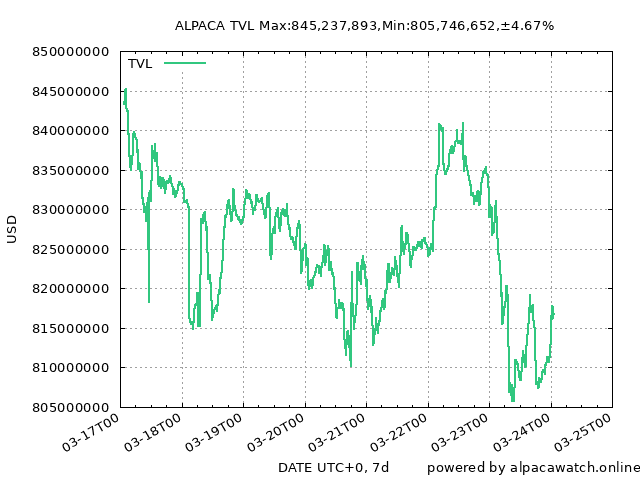 ALPACA TVL Max:845,237,893,Min:805,746,652,±4.67%
850000000
845000000
840000000
835000000
830000000
825000000
820000000
815000000
810000000
805000000
USD
TVL
03-17T00
03-18T00
03-19T00
03-20T00
03-21T00
03-22T00
03-23T00
03-24T00
03-25T00
DATE UTC+0, 7d
powered by alpacawatch.online